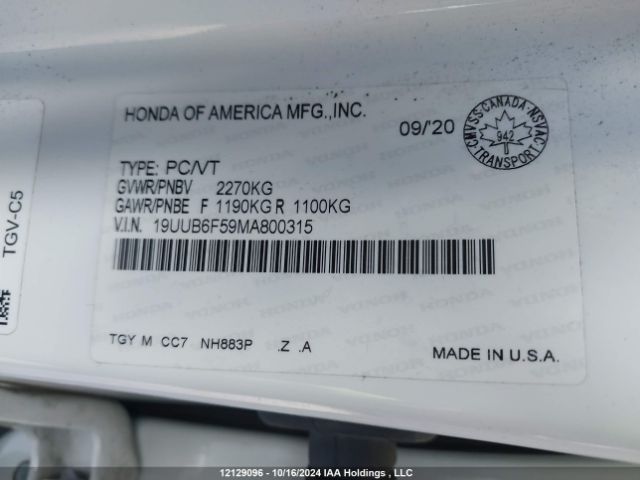 HONDA OF AMERICA MFG.,INC.
09/'20
CMVSS·CANADA·NSVAC
942
TRANSPORT
TYPE: PC/VT
GVWR/PNBV 2270KG
GAWR/PNBE F 1190KG R 1100KG
V.I.N. 19UUB6F59MA800315
TGY M CC7 NH883P .Z .A
MADE IN U.S.A.
TGV-C5
12129096 - 10/16/2024 IAA Holdings , LLC